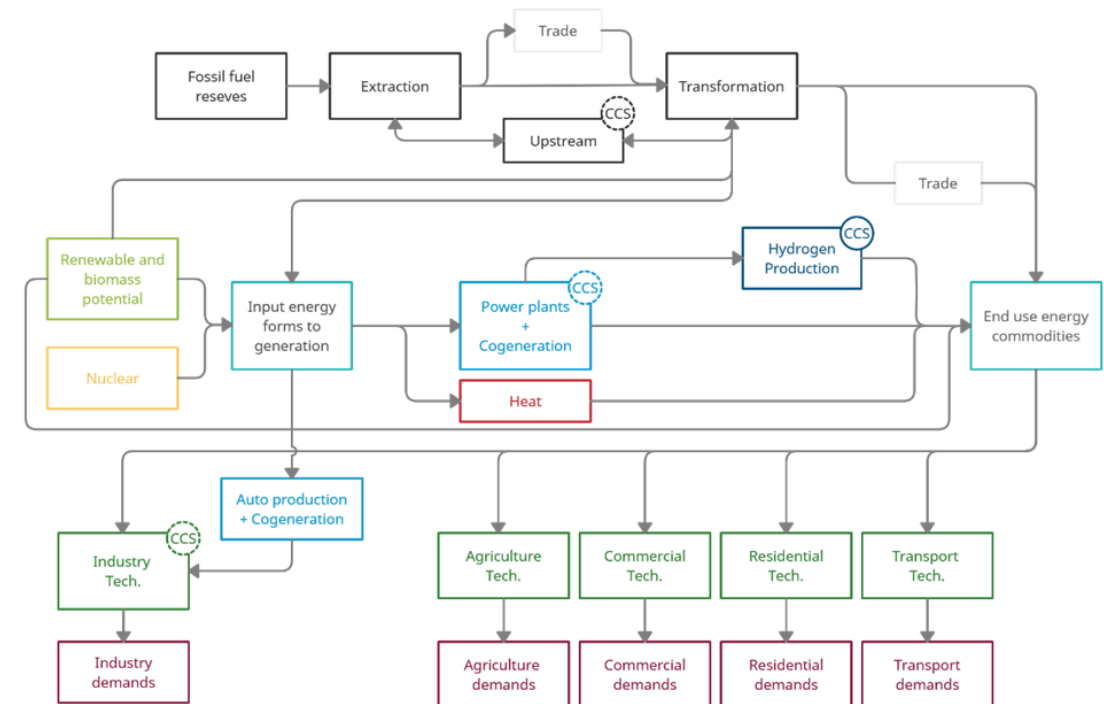 Trade
Fossil fuel
reseves
Extraction
Transformation
CCS
Upstream
Trade
Renewable and
biomass
potential
Hydrogen
Production
CCS
Input energy
forms to
generation
Power plants
+
Cogeneration
CCS
End use energy
commodities
Nuclear
Heat
Auto production
+ Cogeneration
Industry
Tech.
CCS
Agriculture
Tech.
Commercial
Tech.
Residential
Tech.
Transport
Tech.
Industry
demands
Agriculture
demands
Commercial
demands
Residential
demands
Transport
demands